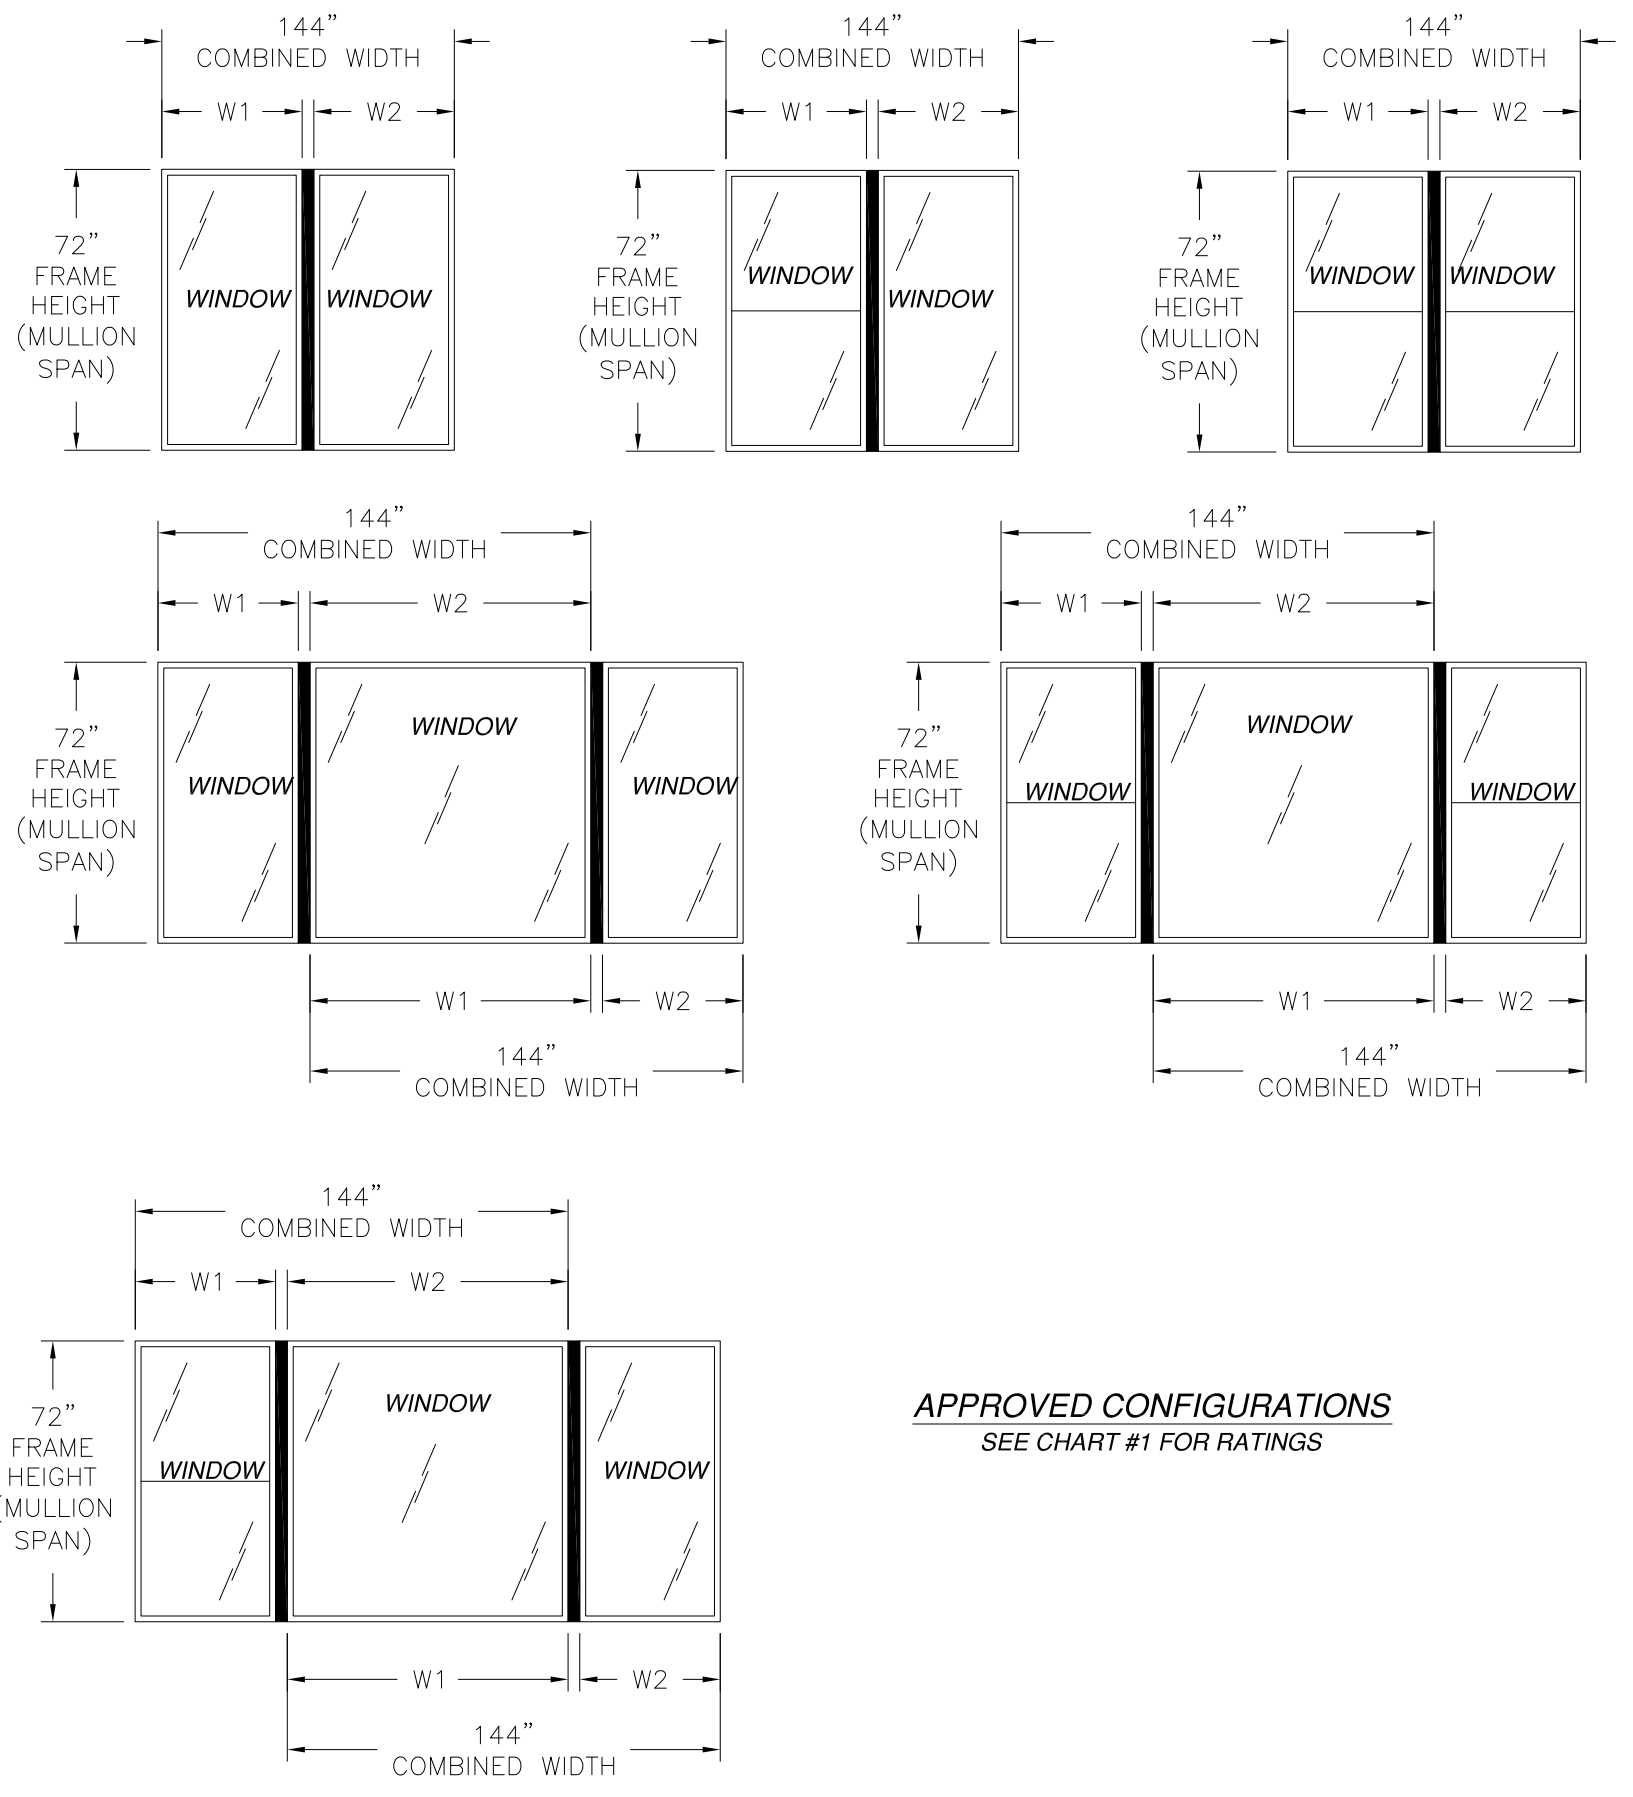 144”
COMBINED WIDTH
W1
W2
72”
FRAME
HEIGHT
(MULLION
SPAN)
WINDOW
WINDOW
144”
COMBINED WIDTH
W1
W2
72”
FRAME
HEIGHT
(MULLION
SPAN)
WINDOW
WINDOW
144”
COMBINED WIDTH
W1
W2
72”
FRAME
HEIGHT
(MULLION
SPAN)
WINDOW
WINDOW
144”
COMBINED WIDTH
W1
W2
72”
FRAME
HEIGHT
(MULLION
SPAN)
WINDOW
WINDOW
WINDOW
W1
W2
144”
COMBINED WIDTH
144”
COMBINED WIDTH
W1
W2
72”
FRAME
HEIGHT
(MULLION
SPAN)
WINDOW
WINDOW
WINDOW
W1
W2
144”
COMBINED WIDTH
144”
COMBINED WIDTH
W1
W2
72”
FRAME
HEIGHT
(MULLION
SPAN)
WINDOW
WINDOW
WINDOW
W1
W2
144”
COMBINED WIDTH
APPROVED CONFIGURATIONS
SEE CHART #1 FOR RATINGS